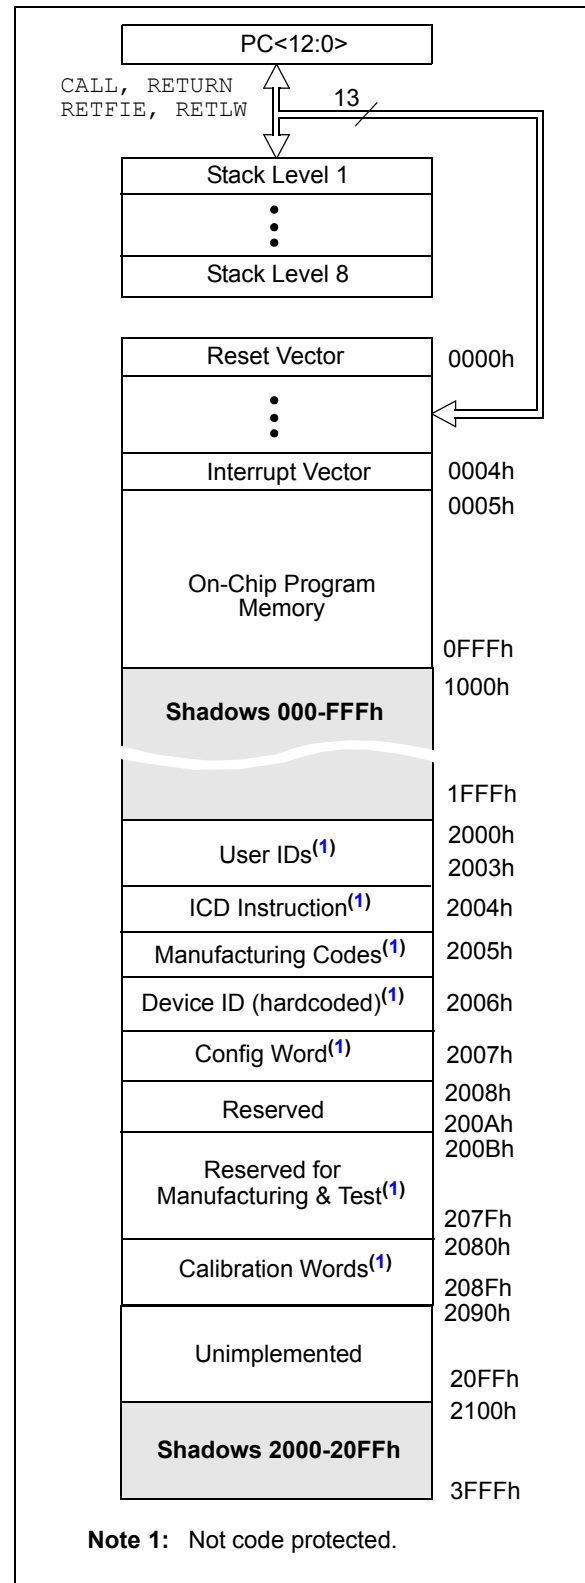 PC<12:0>
CALL, RETURN
RETFIE, RETLW
13
Stack Level 1
Stack Level 8
Reset Vector
0000h
Interrupt Vector
0004h
0005h
On-Chip Program
Memory
0FFFh
1000h
Shadows 000-FFFh
1FFFh
2000h
User IDs(1)
2003h
ICD Instruction(1)
2004h
Manufacturing Codes(1)
2005h
Device ID (hardcoded)(1)
2006h
Config Word(1)
2007h
2008h
Reserved
200Ah
200Bh
Reserved for
Manufacturing & Test(1)
207Fh
2080h
Calibration Words(1)
208Fh
2090h
Unimplemented
20FFh
2100h
Shadows 2000-20FFh
3FFFh
Note 1: Not code protected.